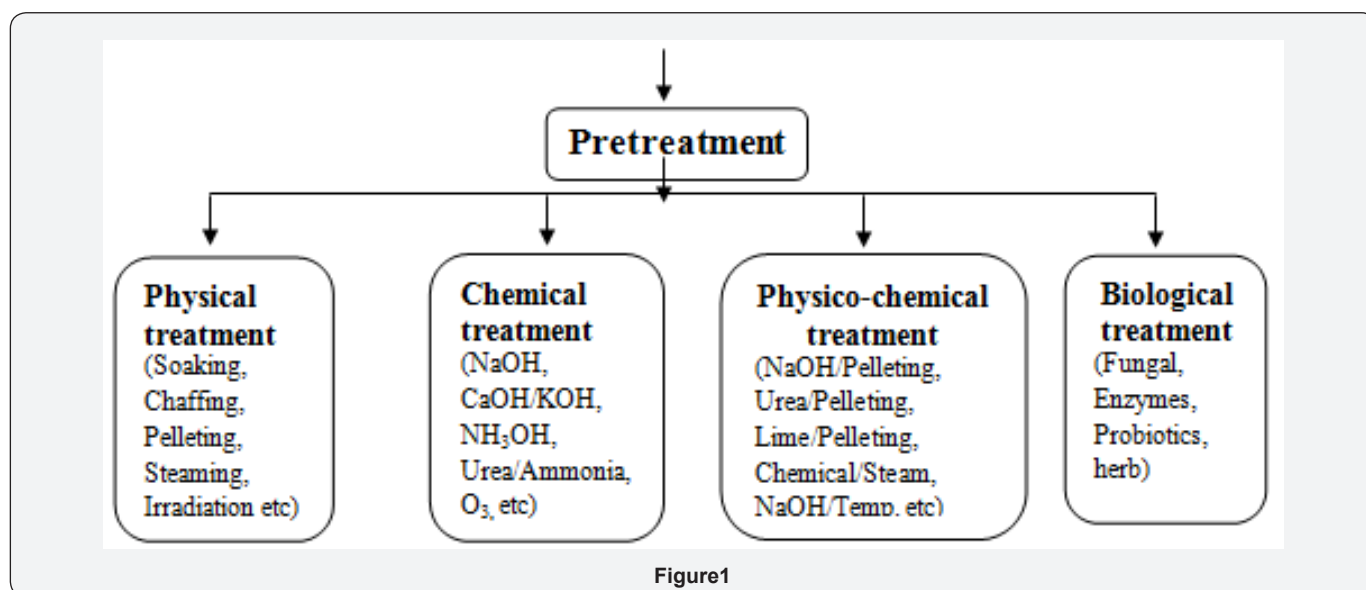 Pretreatment
Physical
treatment
(Soaking,
Chaffing,
Pelleting,
Steaming,
Irradiation etc)
Chemical
treatment
(NaOH,
CaOH/KOH,
NH₃OH,
Urea/Ammonia,
O₃, etc)
Physico-chemical
treatment
(NaOH/Pelleting,
Urea/Pelleting,
Lime/Pelleting,
Chemical/Steam,
NaOH/Temp. etc)
Biological
treatment
(Fungal,
Enzymes,
Probiotics,
herb)
Figure1